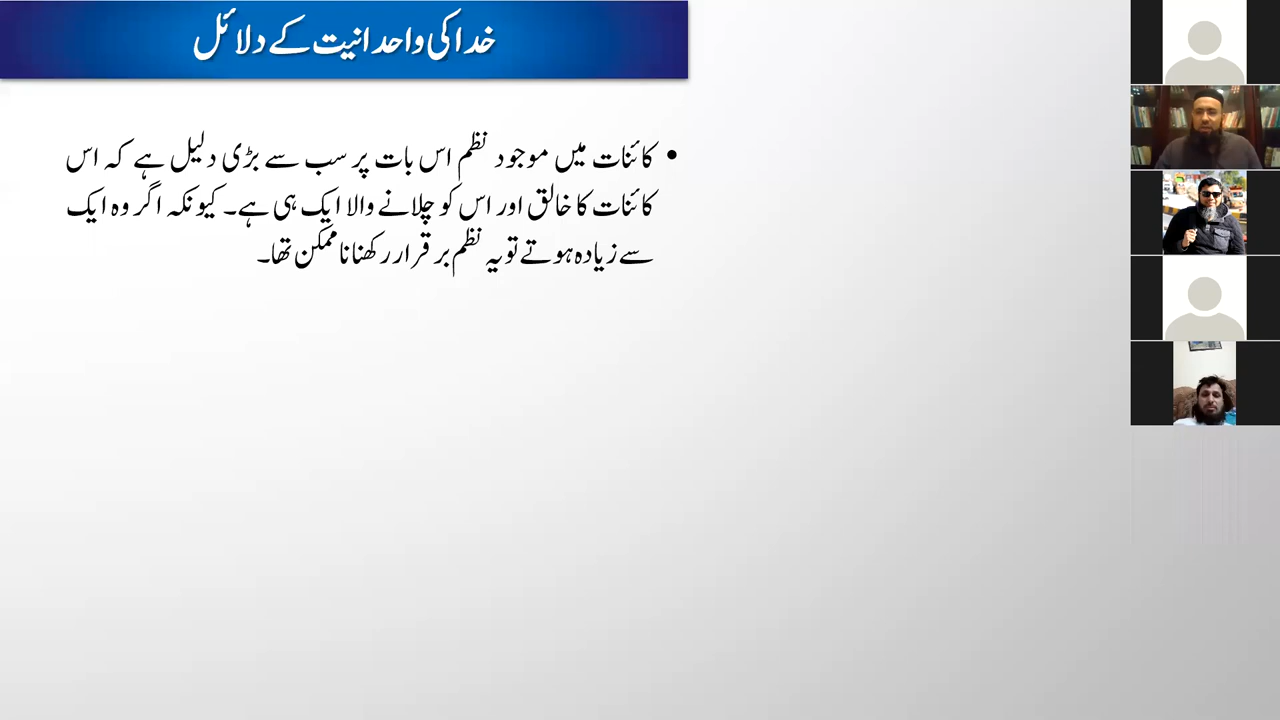 خدا کی واحدانیت کے دلائل
• کائنات میں موجود نظم اس بات پر سب سے بڑی دلیل ہے کہ اس
کائنات کا خالق اور اس کو چلانے والا ایک ہی ہے۔ کیونکہ اگر وہ ایک
سے زیادہ ہوتے تو یہ نظم برقرار رکھنا ناممکن تھا۔